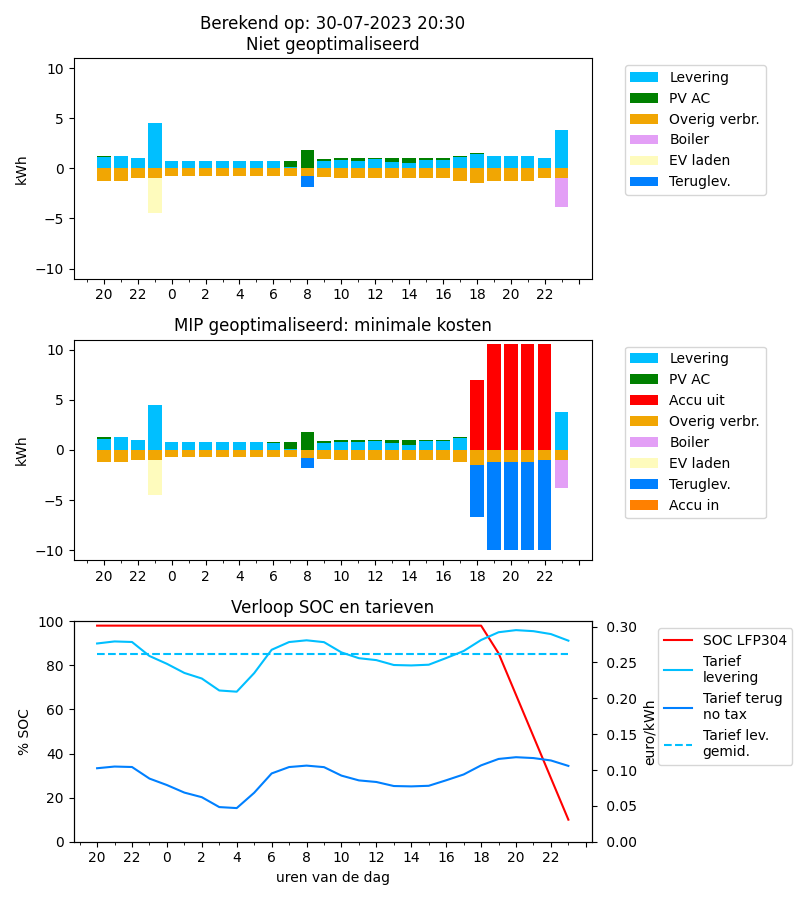 Berekend op: 30-07-2023 20:30
Niet geoptimaliseerd
10
5
0
−5
−10
kWh
20 22 0 2 4 6 8 10 12 14 16 18 20 22
Levering
PV AC
Overig verbr.
Boiler
EV laden
Teruglev.
MIP geoptimaliseerd: minimale kosten
10
5
0
−5
−10
kWh
20 22 0 2 4 6 8 10 12 14 16 18 20 22
Levering
PV AC
Accu uit
Overig verbr.
Boiler
EV laden
Teruglev.
Accu in
Verloop SOC en tarieven
100
80
60
40
20
0
% SOC
0.30
0.25
0.20
0.15
0.10
0.05
0.00
euro/kWh
20 22 0 2 4 6 8 10 12 14 16 18 20 22
uren van de dag
SOC LFP304
Tarief
levering
Tarief terug
no tax
Tarief lev.
gemid.